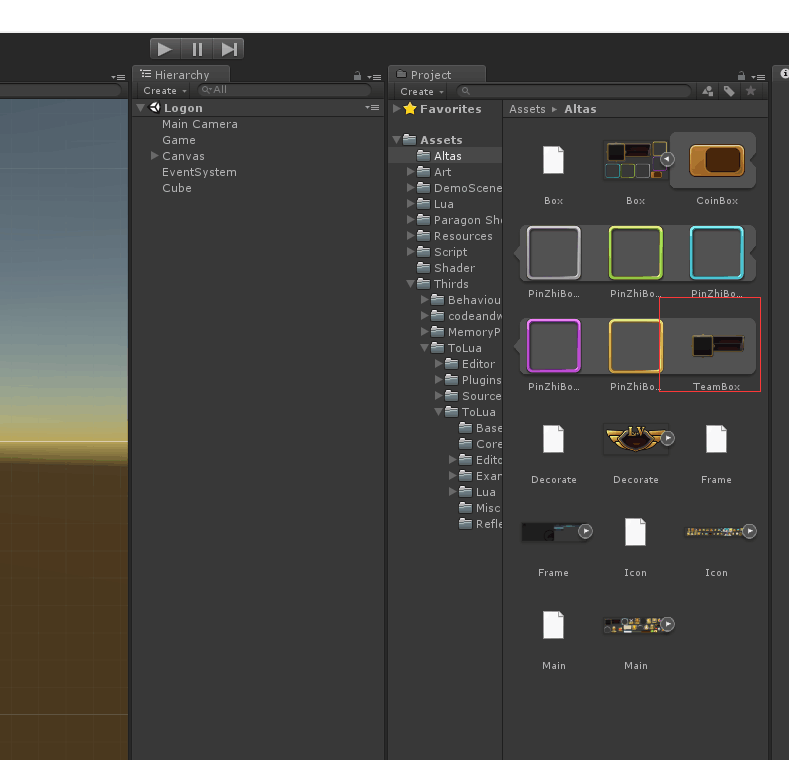 Hierarchy
Create
All
Logon
Main Camera
Game
Canvas
EventSystem
Cube
Project
Create
Favorites
Assets
Altas
Art
DemoScene
Lua
Paragon Sh
Resources
Script
Shader
Thirds
Behaviou
codeandw
MemoryP
ToLua
Editor
Plugins
Source
ToLua
Base
Core
Edito
Exan
Lua
Misc
Refle
Assets ▸ Altas
Box Box CoinBox
PinZhiBo... PinZhiBo... PinZhiBo...
PinZhiBo... PinZhiBo... TeamBox
LV
Decorate Decorate Frame
Frame Icon Icon
Main Main